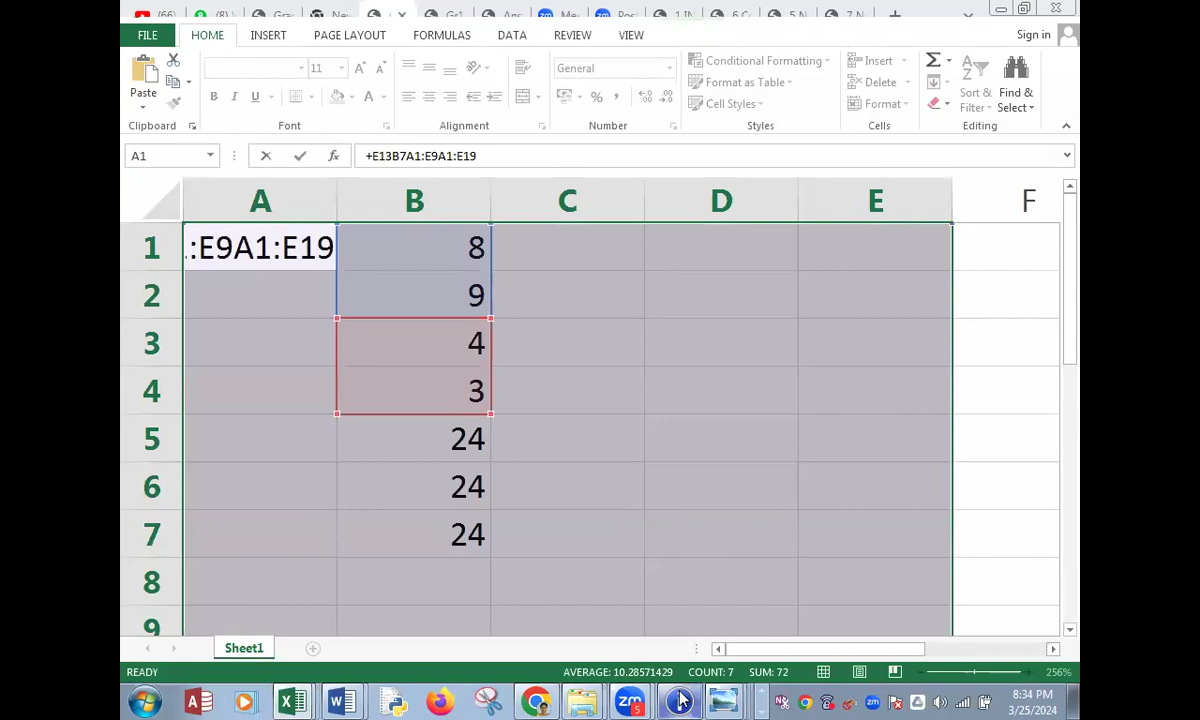 FILE HOME INSERT PAGE LAYOUT FORMULAS DATA REVIEW VIEW Sign in
11 General Conditional Formatting Insert
Paste B I U % Format as Table Delete Sort & Find &
Cell Styles Format Filter Select
Clipboard Font Alignment Number Styles Cells Editing
A1 fx +E13B7A1:E9A1:E19
A B C D E F
1 :E9A1:E19 8
2 9
3 4
4 3
5 24
6 24
7 24
8
9
Sheet1
READY AVERAGE: 10.28571429 COUNT: 7 SUM: 72 256%
8:34 PM
3/25/2024